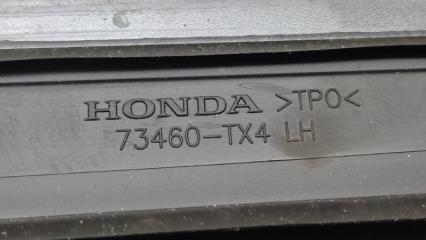 HONDA >TPO<
73460-TX4 LH